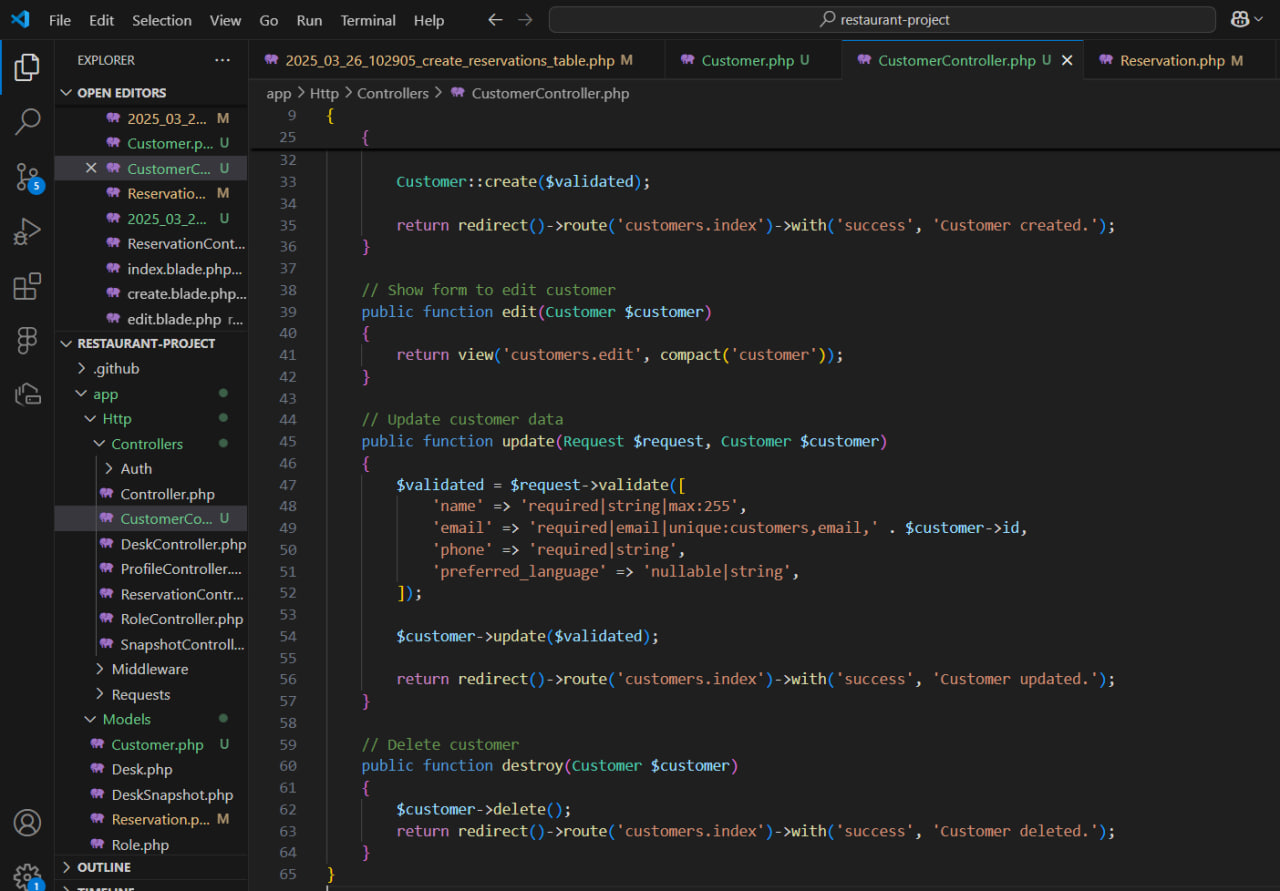 File Edit Selection View Go Run Terminal Help restaurant-project
EXPLORER
OPEN EDITORS
2025_03_2... M
Customer.p... U
CustomerC... U
Reservatio... M
2025_03_2... U
ReservationCont...
index.blade.php...
create.blade.php...
edit.blade.php r...
RESTAURANT-PROJECT
.github
app
Http
Controllers
Auth
Controller.php
CustomerCo... U
DeskController.php
ProfileController....
ReservationContr...
RoleController.php
SnapshotControll...
Middleware
Requests
Models
Customer.php U
Desk.php
DeskSnapshot.php
Reservation.p... M
Role.php
OUTLINE
TIMELINE
5
1
2025_03_26_102905_create_reservations_table.php M Customer.php U CustomerController.php U Reservation.php M
app > Http > Controllers > CustomerController.php
9 {
25 {
32
33 Customer::create($validated);
34
35 return redirect()->route('customers.index')->with('success', 'Customer created.');
36 }
37
38 // Show form to edit customer
39 public function edit(Customer $customer)
40 {
41 return view('customers.edit', compact('customer'));
42 }
43
44 // Update customer data
45 public function update(Request $request, Customer $customer)
46 {
47 $validated = $request->validate([
48 'name' => 'required|string|max:255',
49 'email' => 'required|email|unique:customers,email,' . $customer->id,
50 'phone' => 'required|string',
51 'preferred_language' => 'nullable|string',
52 ]);
53
54 $customer->update($validated);
55
56 return redirect()->route('customers.index')->with('success', 'Customer updated.');
57 }
58
59 // Delete customer
60 public function destroy(Customer $customer)
61 {
62 $customer->delete();
63 return redirect()->route('customers.index')->with('success', 'Customer deleted.');
64 }
65 }